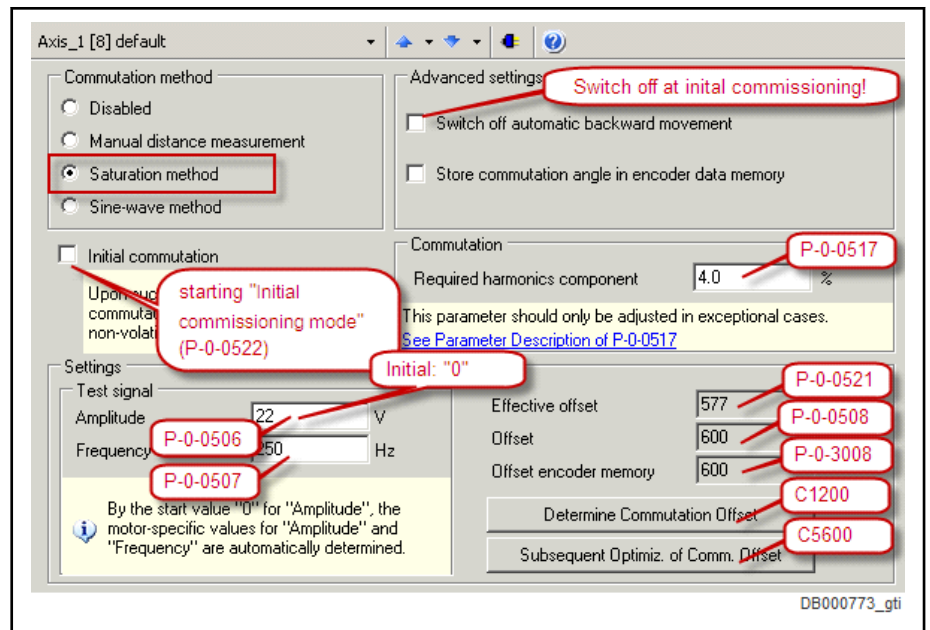 Axis_1 [8] default
Commutation method
Disabled
Manual distance measurement
Saturation method
Sine-wave method
Advanced settings
Switch off at inital commissioning!
Switch off automatic backward movement
Store commutation angle in encoder data memory
Initial commutation
starting "Initial
commissioning mode"
(P-0-0522)
Commutation
P-0-0517
Required harmonics component
4.0
%
This parameter should only be adjusted in exceptional cases.
See Parameter Description of P-0-0517
Settings
Initial: "0"
Test signal
Amplitude
22
V
P-0-0506
Frequency
250
Hz
P-0-0507
By the start value "0" for "Amplitude", the
motor-specific values for "Amplitude" and
"Frequency" are automatically determined.
P-0-0521
Effective offset
577
P-0-0508
Offset
600
P-0-3008
Offset encoder memory
600
C1200
Determine Commutation Offset
C5600
Subsequent Optimiz. of Comm. Offset
DB000773_gti